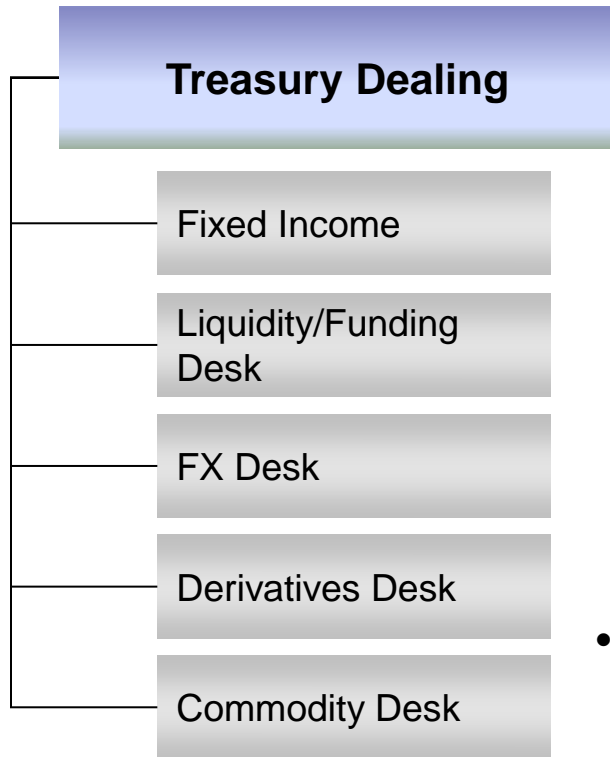 Treasury Dealing
Fixed Income
Liquidity/Funding
Desk
FX Desk
Derivatives Desk
•
Commodity Desk